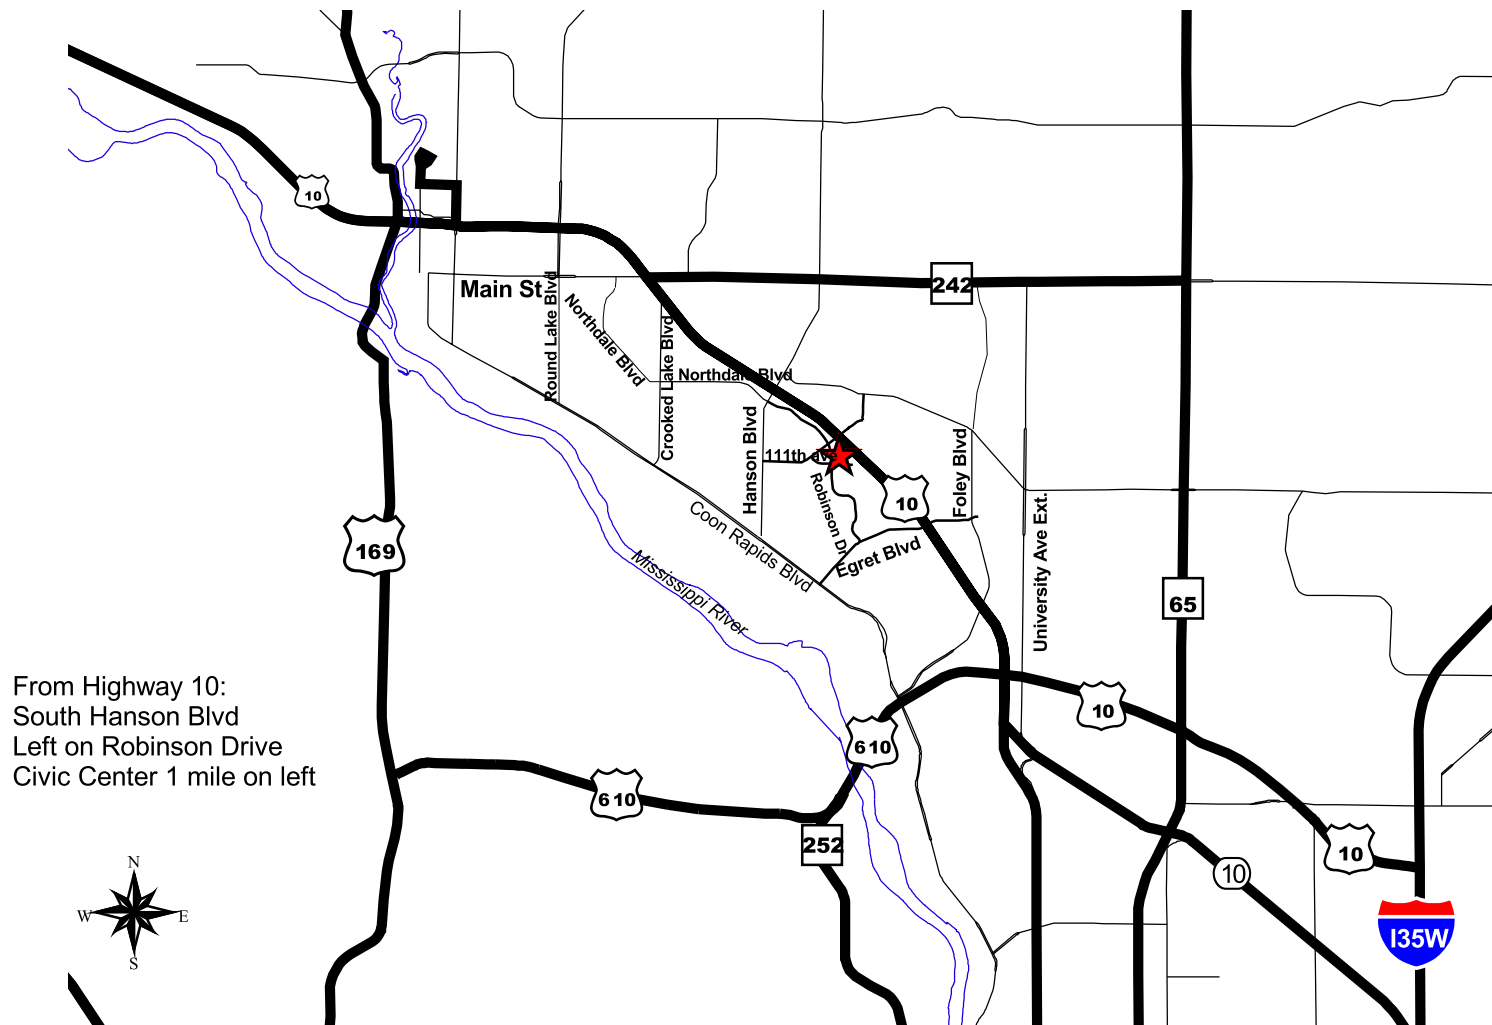 10
242
Main St
Round Lake Blvd
Northdale Blvd
Crooked Lake Blvd
Northdale Blvd
Hanson Blvd
111th ave
Robinson Dr
Foley Blvd
10
Egret Blvd
University Ave Ext.
Coon Rapids Blvd
Mississippi River
169
65
From Highway 10:
South Hanson Blvd
Left on Robinson Drive
Civic Center 1 mile on left
10
610
610
252
10
10
I35W
N
W E
S